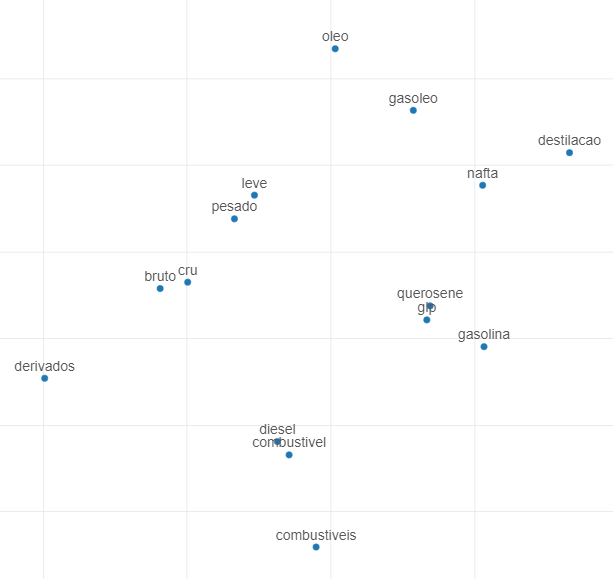 oleo
gasoleo
destilacao
nafta
leve
pesado
cru
bruto
querosene
glp
gasolina
derivados
diesel
combustivel
combustiveis